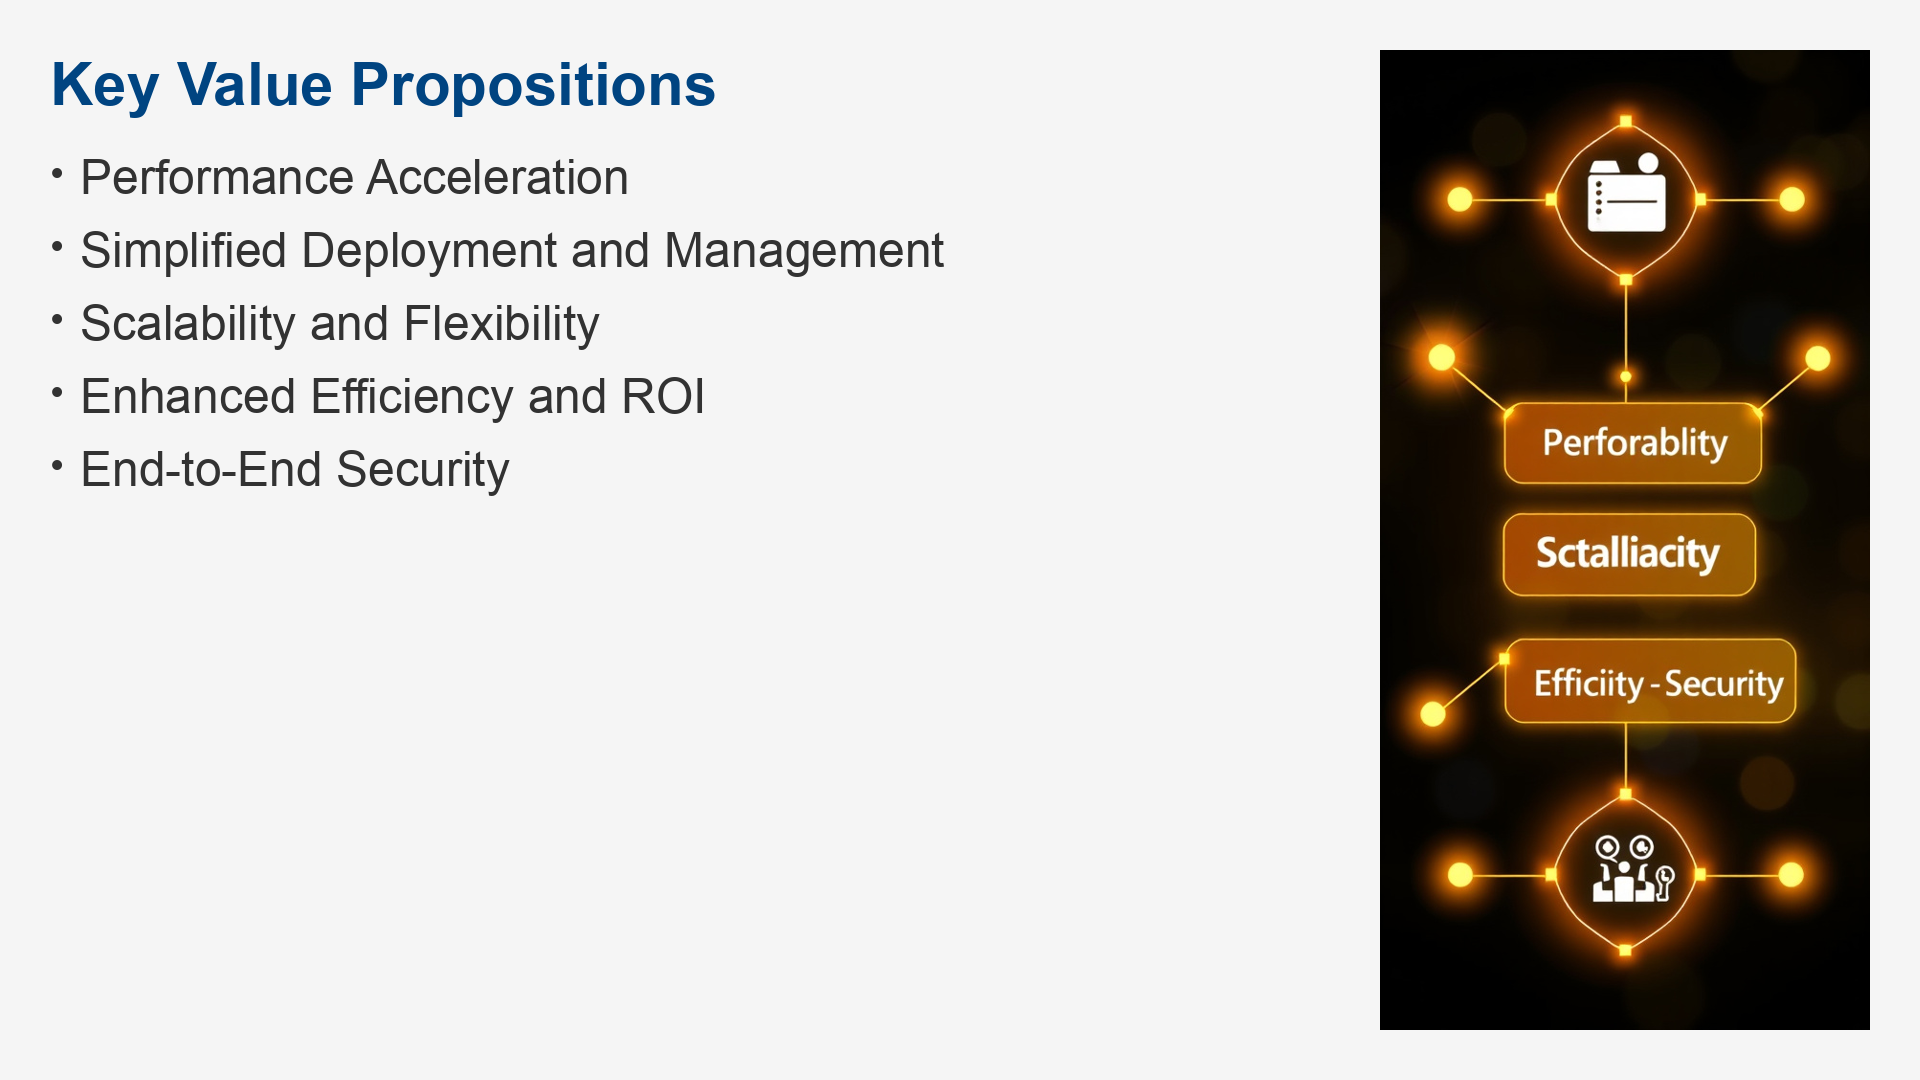 Key Value Propositions
• Performance Acceleration
• Simplified Deployment and Management
• Scalability and Flexibility
• Enhanced Efficiency and ROI
• End-to-End Security
Perforablity
Sctalliacity
Efficiity - Security